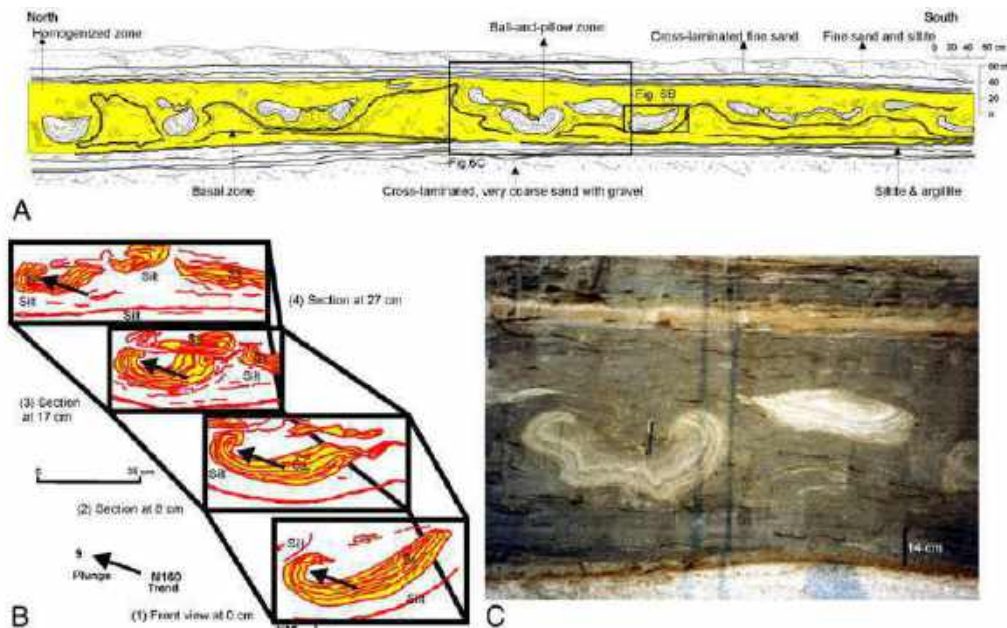 North
South
Homogenized zone
Ball-and-pillow zone
Cross-laminated fine sand
Fine sand and siltite
0 20 40 60 cm
60 cm
40
20
0
Fig. 6B
Fig. 6C
Basal zone
Cross-laminated, very coarse sand with gravel
Siltite & argillite
A
Silt
Silt
Silt
(4) Section at 27 cm
Silt
(3) Section
at 17 cm
Silt
(2) Section at 8 cm
Silt
Silt
Plunge
N160
Trend
(1) Front view at 0 cm
B
14 cm
C